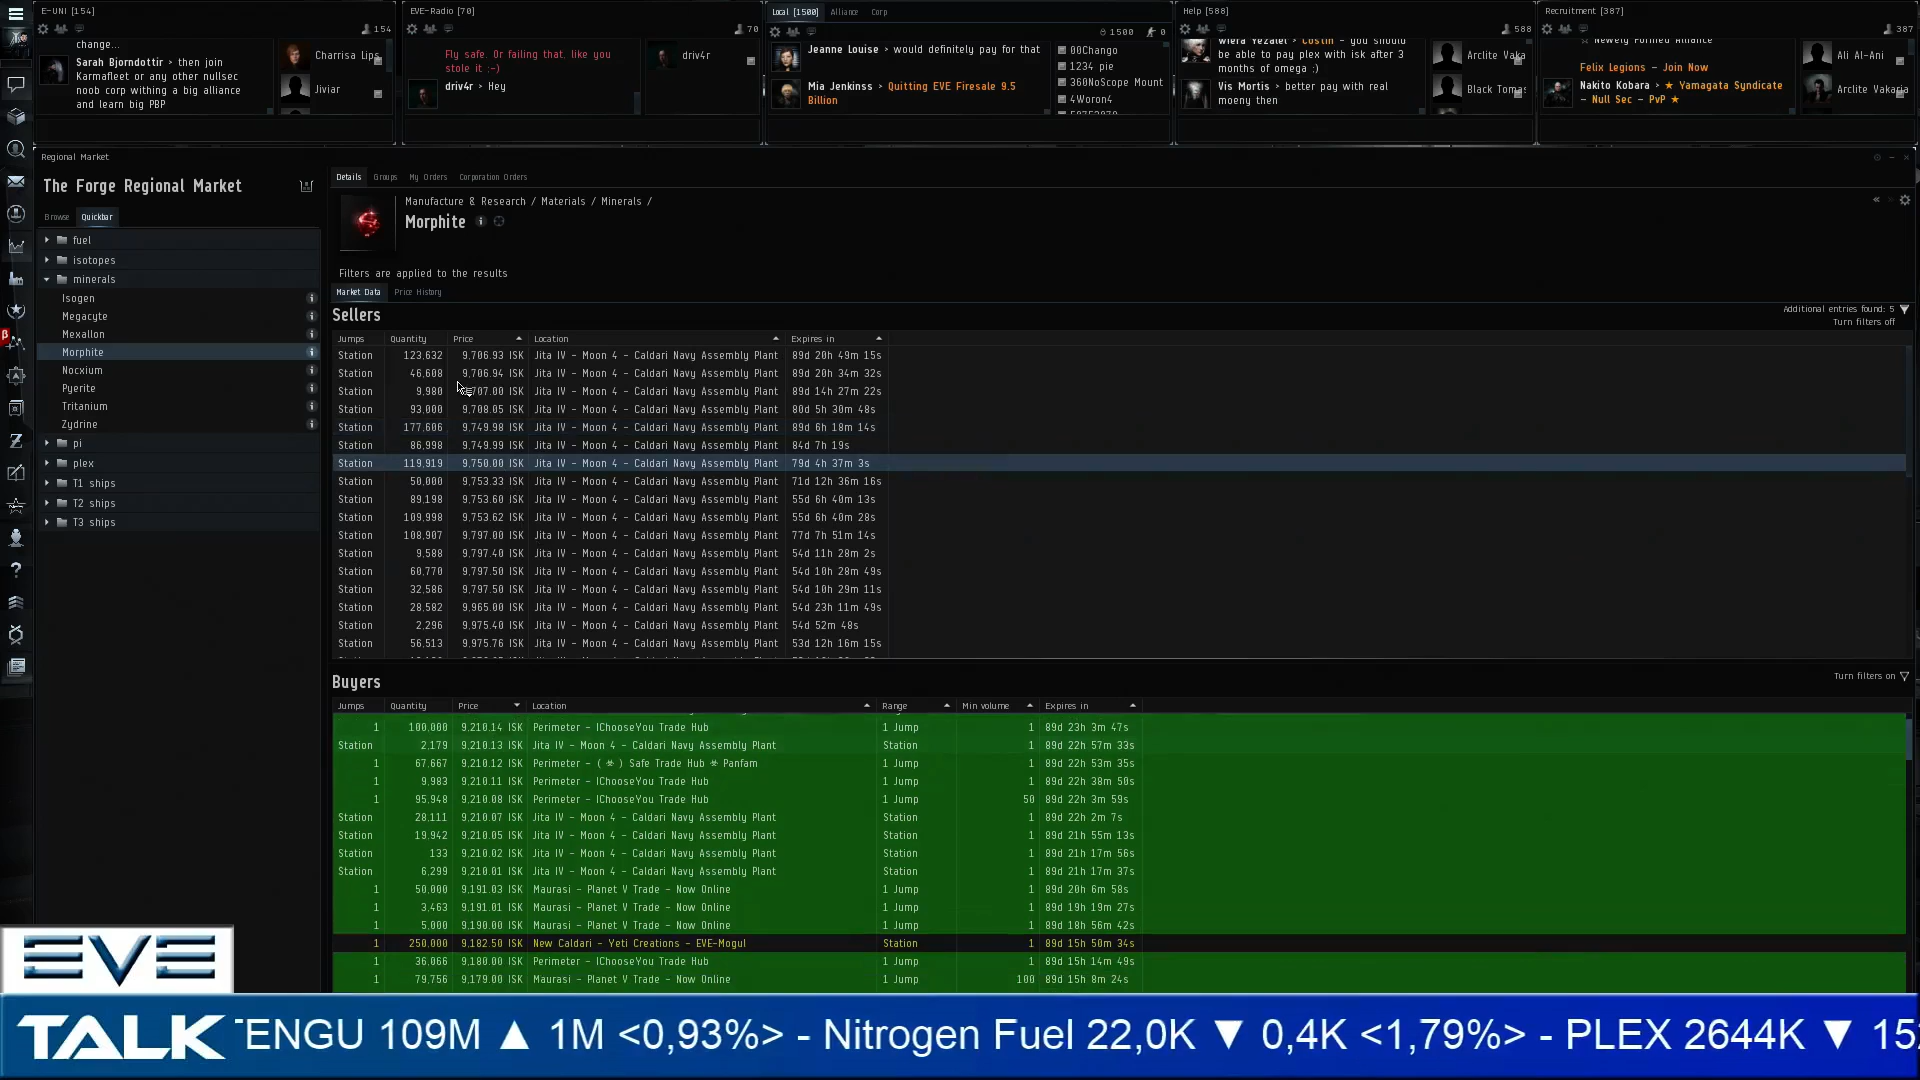 E-UNI [154]
154
change...
Sarah Bjorndottir > then join
Karmafleet or any other nullsec
noob corp withing a big alliance
and learn big PBP
Charrisa Lips
Jiviar
EVE-Radio [70]
70
Fly safe. Or failing that, like you
stole it :-)
driv4r > Hey
driv4r
Local [1500] Alliance Corp
1500 0
Jeanne Louise > would definitely pay for that
Mia Jenkinss > Quitting EVE Firesale 9.5
Billion
00Chango
1234 pie
360NoScope Mount
4Woron4
Help [588]
588
Wiera Yezalel > Costin - you should
be able to pay plex with isk after 3
months of omega ;)
Vis Mortis > better pay with real
moeny then
Arclite Vaka
Black Tomas
Recruitment [387]
387
Newely Formed Alliance
Felix Legions - Join Now
Nakito Kobara > ★ Yamagata Syndicate
- Null Sec - PvP ★
Ali Al-Ani
Arclite Vakaria
Regional Market
The Forge Regional Market
Browse Quickbar
fuel
isotopes
minerals
Isogen
Megacyte
Mexallon
Morphite
Nocxium
Pyerite
Tritanium
Zydrine
pi
plex
T1 ships
T2 ships
T3 ships
Details Groups My Orders Corporation Orders
Manufacture & Research / Materials / Minerals /
Morphite
Filters are applied to the results
Market Data Price History
Sellers
Additional entries found: 5
Turn filters off
Jumps Quantity Price Location Expires in
Station 123,632 9,706.93 ISK Jita IV - Moon 4 - Caldari Navy Assembly Plant 89d 20h 49m 15s
Station 46,608 9,706.94 ISK Jita IV - Moon 4 - Caldari Navy Assembly Plant 89d 20h 34m 32s
Station 9,980 9,707.00 ISK Jita IV - Moon 4 - Caldari Navy Assembly Plant 89d 14h 27m 22s
Station 93,000 9,708.05 ISK Jita IV - Moon 4 - Caldari Navy Assembly Plant 80d 5h 30m 48s
Station 177,606 9,749.98 ISK Jita IV - Moon 4 - Caldari Navy Assembly Plant 89d 6h 18m 14s
Station 86,998 9,749.99 ISK Jita IV - Moon 4 - Caldari Navy Assembly Plant 84d 7h 19s
Station 119,919 9,750.00 ISK Jita IV - Moon 4 - Caldari Navy Assembly Plant 79d 4h 37m 3s
Station 50,000 9,753.33 ISK Jita IV - Moon 4 - Caldari Navy Assembly Plant 71d 12h 36m 16s
Station 89,198 9,753.60 ISK Jita IV - Moon 4 - Caldari Navy Assembly Plant 55d 6h 40m 13s
Station 109,998 9,753.62 ISK Jita IV - Moon 4 - Caldari Navy Assembly Plant 55d 6h 40m 28s
Station 108,907 9,797.00 ISK Jita IV - Moon 4 - Caldari Navy Assembly Plant 77d 7h 51m 14s
Station 9,588 9,797.40 ISK Jita IV - Moon 4 - Caldari Navy Assembly Plant 54d 11h 28m 2s
Station 60,770 9,797.50 ISK Jita IV - Moon 4 - Caldari Navy Assembly Plant 54d 10h 28m 49s
Station 32,586 9,797.50 ISK Jita IV - Moon 4 - Caldari Navy Assembly Plant 54d 10h 29m 11s
Station 28,582 9,965.00 ISK Jita IV - Moon 4 - Caldari Navy Assembly Plant 54d 23h 11m 49s
Station 2,296 9,975.40 ISK Jita IV - Moon 4 - Caldari Navy Assembly Plant 54d 52m 48s
Station 56,513 9,975.76 ISK Jita IV - Moon 4 - Caldari Navy Assembly Plant 53d 12h 16m 15s
Buyers
Turn filters on
Jumps Quantity Price Location Range Min volume Expires in
1 100,000 9,210.14 ISK Perimeter - IChooseYou Trade Hub 1 Jump 1 89d 23h 3m 47s
Station 2,179 9,210.13 ISK Jita IV - Moon 4 - Caldari Navy Assembly Plant Station 1 89d 22h 57m 33s
1 67,667 9,210.12 ISK Perimeter - ( ☣ ) Safe Trade Hub ☣ Panfam 1 Jump 1 89d 22h 53m 35s
1 9,983 9,210.11 ISK Perimeter - IChooseYou Trade Hub 1 Jump 1 89d 22h 38m 50s
1 95,948 9,210.08 ISK Perimeter - IChooseYou Trade Hub 1 Jump 50 89d 22h 3m 59s
Station 28,111 9,210.07 ISK Jita IV - Moon 4 - Caldari Navy Assembly Plant Station 1 89d 22h 2m 7s
Station 19,942 9,210.05 ISK Jita IV - Moon 4 - Caldari Navy Assembly Plant Station 1 89d 21h 55m 13s
Station 133 9,210.02 ISK Jita IV - Moon 4 - Caldari Navy Assembly Plant Station 1 89d 21h 17m 56s
Station 6,299 9,210.01 ISK Jita IV - Moon 4 - Caldari Navy Assembly Plant Station 1 89d 21h 17m 37s
1 50,000 9,191.03 ISK Maurasi - Planet V Trade - Now Online 1 Jump 1 89d 20h 6m 58s
1 3,463 9,191.01 ISK Maurasi - Planet V Trade - Now Online 1 Jump 1 89d 19h 19m 27s
1 5,000 9,190.00 ISK Maurasi - Planet V Trade - Now Online 1 Jump 1 89d 18h 56m 42s
1 250,000 9,182.50 ISK New Caldari - Yeti Creations - EVE-Mogul Station 1 89d 15h 50m 34s
1 36,066 9,180.00 ISK Perimeter - IChooseYou Trade Hub 1 Jump 1 89d 15h 14m 49s
1 79,756 9,179.00 ISK Maurasi - Planet V Trade - Now Online 1 Jump 100 89d 15h 8m 24s
EVE
TALK
TENGU 109M ▲ 1M <0,93%> - Nitrogen Fuel 22,0K ▼ 0,4K <1,79%> - PLEX 2644K ▼ 15